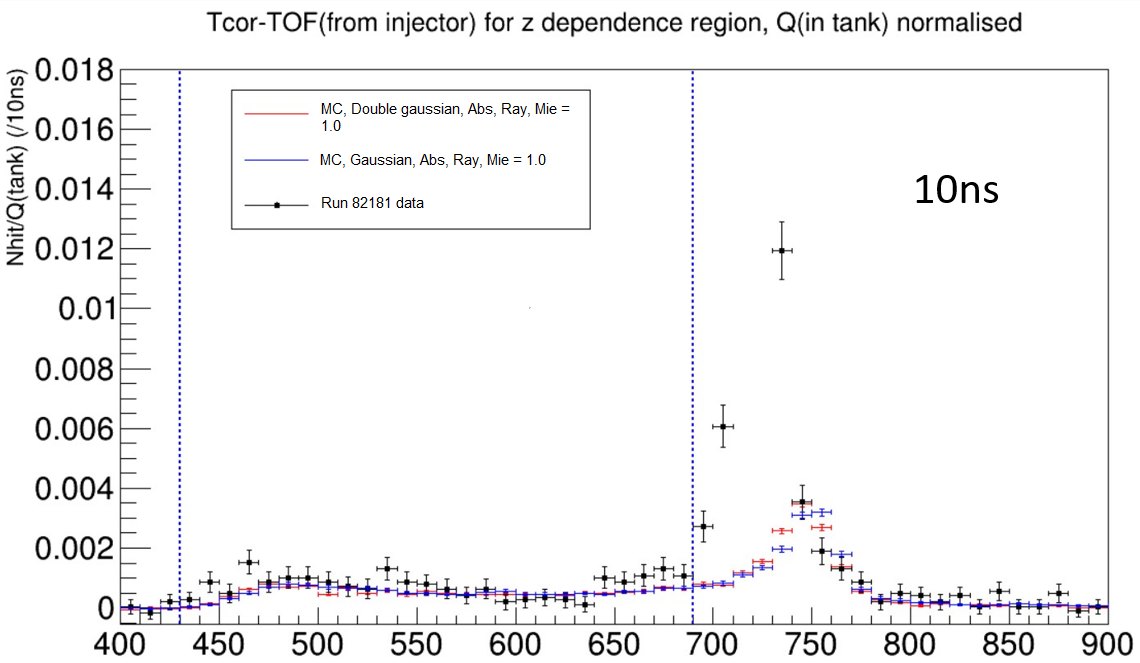 Tcor-TOF(from injector) for z dependence region, Q(in tank) normalised
Nhit/Q(tank) (/10ns)
0.018
0.016
0.014
0.012
0.01
0.008
0.006
0.004
0.002
0
MC, Double gaussian, Abs, Ray, Mie =
1.0
MC, Gaussian, Abs, Ray, Mie = 1.0
Run 82181 data
10ns
400 450 500 550 600 650 700 750 800 850 900